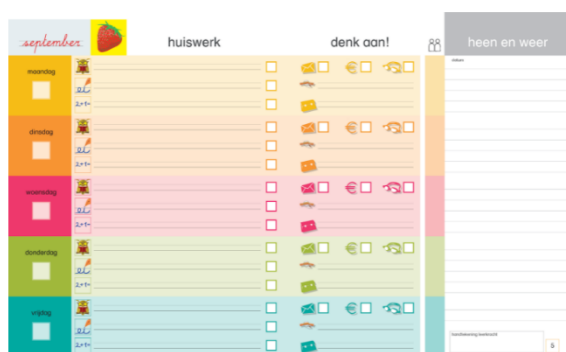 september
huiswerk
denk aan!
heen en weer
maandag
2+1=
€
dinsdag
2+1=
€
woensdag
2+1=
€
donderdag
2+1=
€
vrijdag
2+1=
€
5